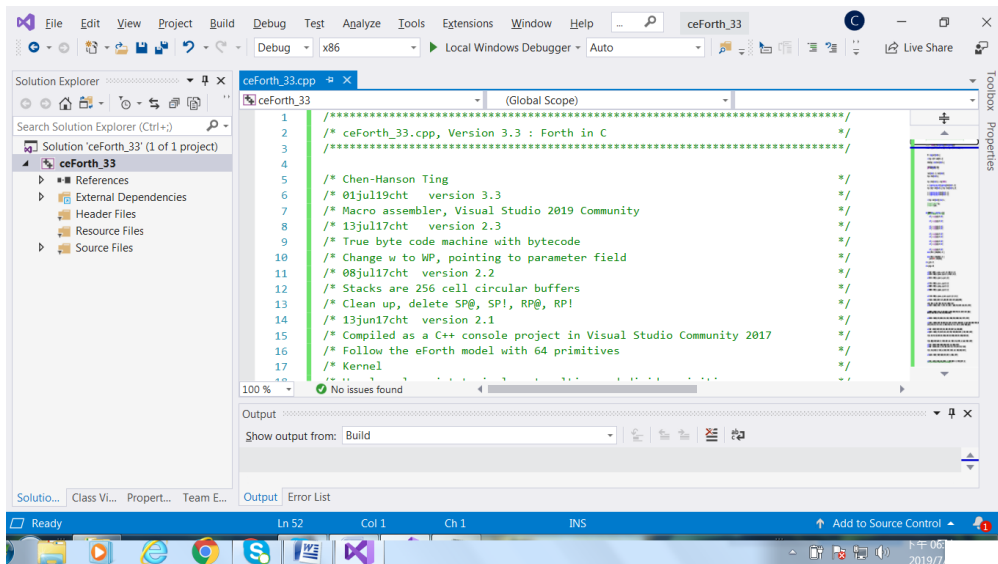 File Edit View Project Build Debug Test Analyze Tools Extensions Window Help ... ceForth_33 C
Debug x86 Local Windows Debugger Auto Live Share
Solution Explorer
Search Solution Explorer (Ctrl+;)
Solution 'ceForth_33' (1 of 1 project)
ceForth_33
References
External Dependencies
Header Files
Resource Files
Source Files
Solutio... Class Vi... Propert... Team E...
ceForth_33.cpp
ceForth_33 (Global Scope)
1 /******************************************************************************/
2 /* ceForth_33.cpp, Version 3.3 : Forth in C */
3 /******************************************************************************/
4
5 /* Chen-Hanson Ting */
6 /* 01jul19cht version 3.3 */
7 /* Macro assembler, Visual Studio 2019 Community */
8 /* 13jul17cht version 2.3 */
9 /* True byte code machine with bytecode */
10 /* Change w to WP, pointing to parameter field */
11 /* 08jul17cht version 2.2 */
12 /* Stacks are 256 cell circular buffers */
13 /* Clean up, delete SP@, SP!, RP@, RP! */
14 /* 13jun17cht version 2.1 */
15 /* Compiled as a C++ console project in Visual Studio Community 2017 */
16 /* Follow the eForth model with 64 primitives */
17 /* Kernel */
100 % No issues found
Output
Show output from: Build
Output Error List
Toolbox
Properties
Ready Ln 52 Col 1 Ch 1 INS Add to Source Control 1
下午 06:
2019/7